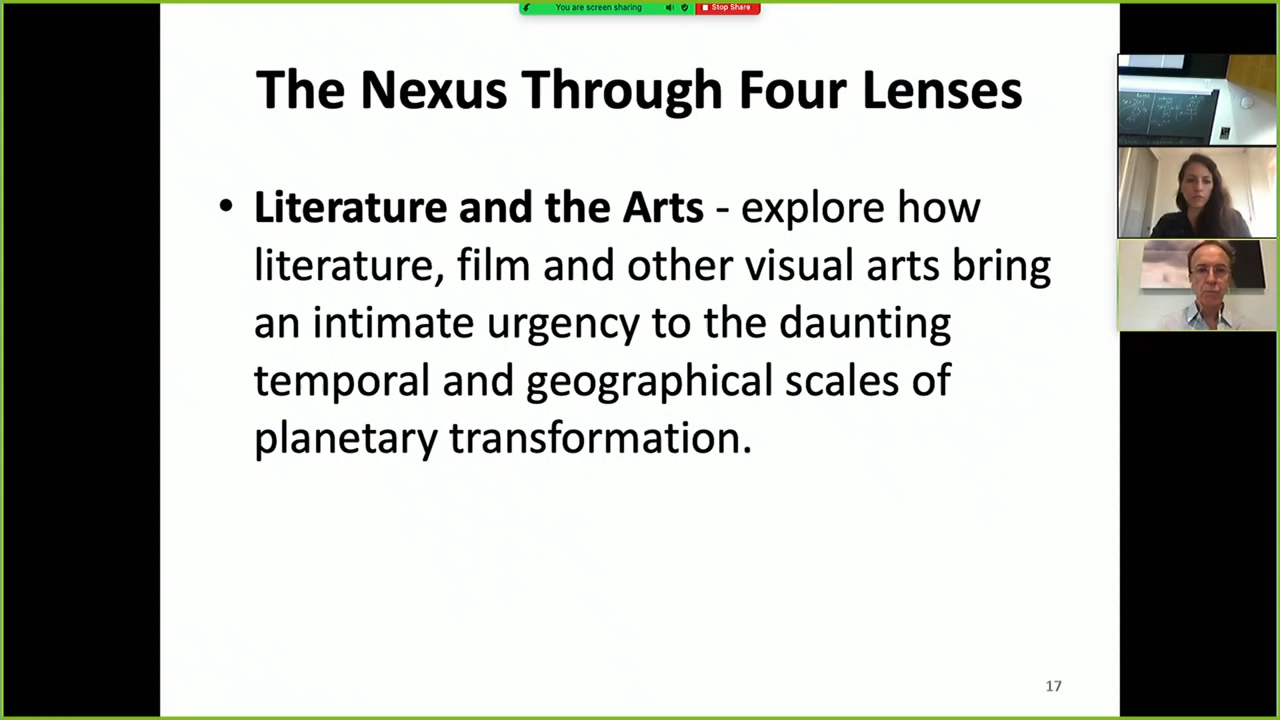 You are screen sharing
Stop Share
The Nexus Through Four Lenses
• Literature and the Arts - explore how
literature, film and other visual arts bring
an intimate urgency to the daunting
temporal and geographical scales of
planetary transformation.
17